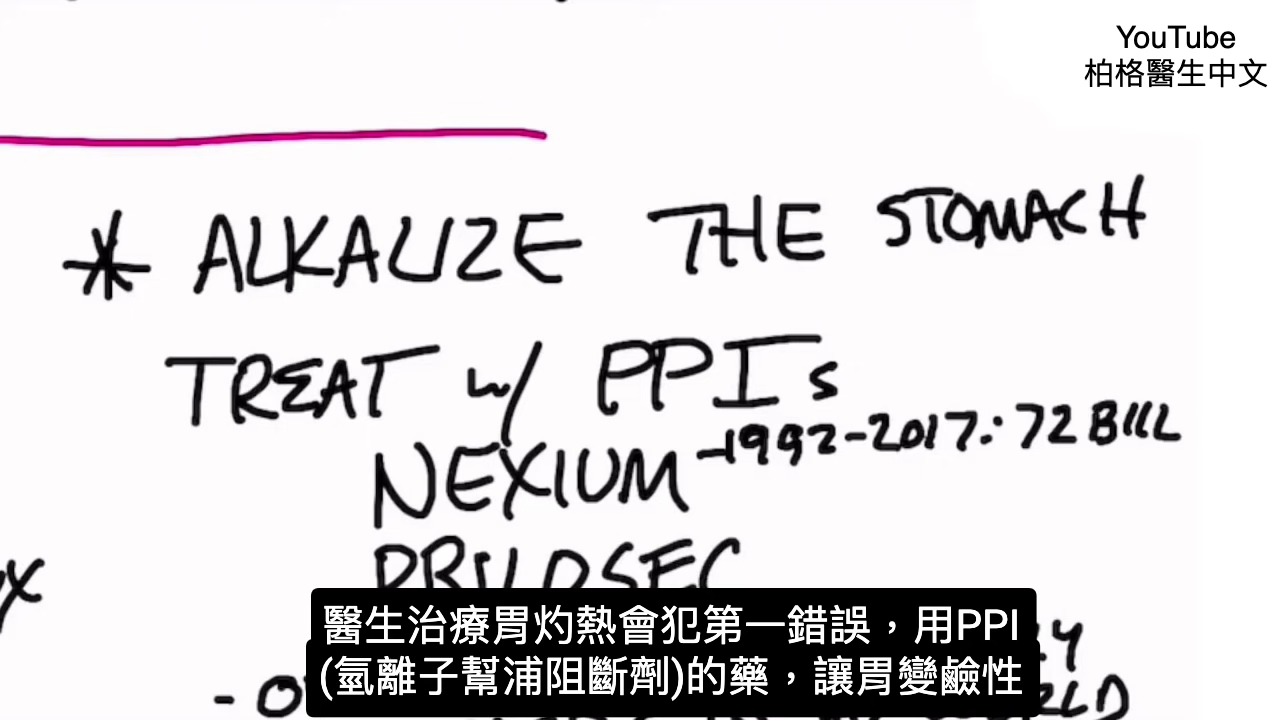 YouTube
柏格醫生中文
* ALKALIZE THE STOMACH
TREAT w/ PPIs
NEXIUM -1992-2017: 72 BILL
PRILOSEC
醫生治療胃灼熱會犯第一錯誤,用PPI
(氫離子幫浦阻斷劑)的藥,讓胃變鹼性